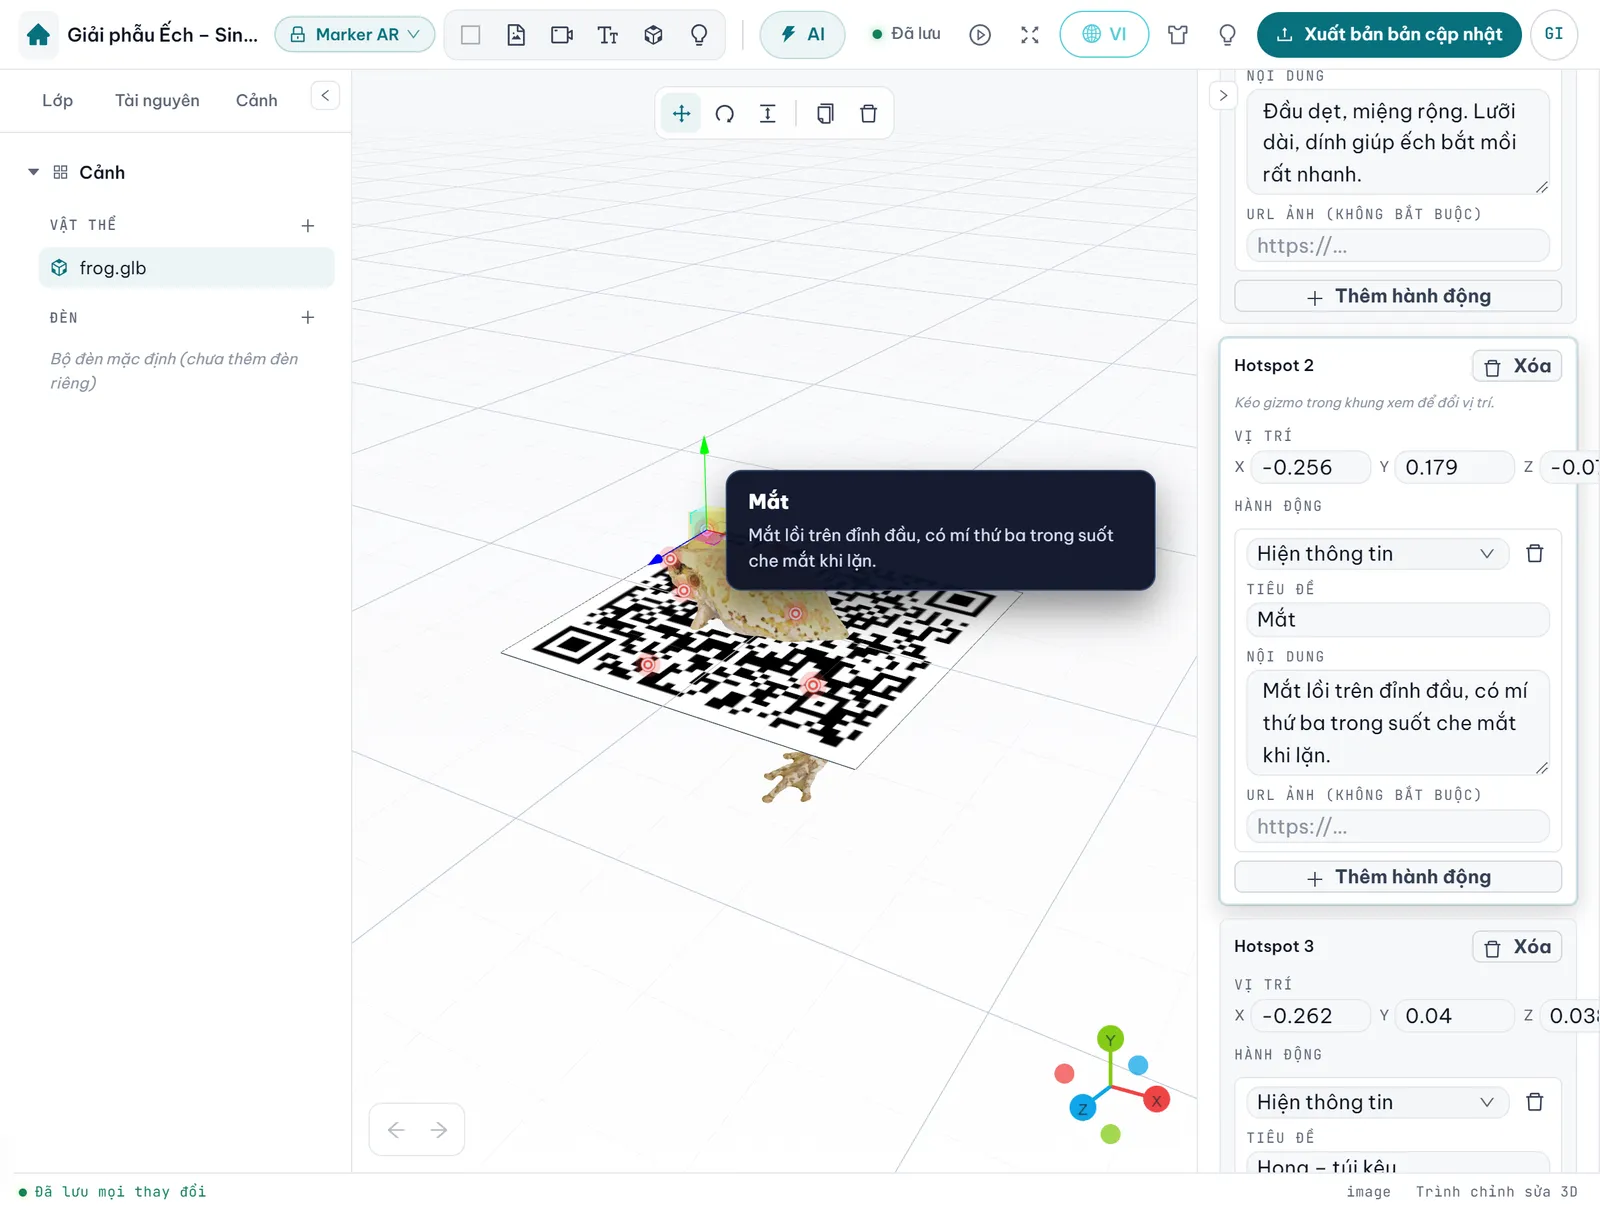 Giải phẫu Ếch – Sin...
Marker AR
AI
Đã lưu
VI
Xuất bản bản cập nhật
GI
Lớp
Tài nguyên
Cảnh
Cảnh
VẬT THỂ
frog.glb
ĐÈN
Bộ đèn mặc định (chưa thêm đèn
riêng)
Mắt
Mắt lồi trên đỉnh đầu, có mí thứ ba trong suốt
che mắt khi lặn.
Y
X
Z
NỘI DUNG
Đầu dẹt, miệng rộng. Lưỡi
dài, dính giúp ếch bắt mồi
rất nhanh.
URL ẢNH (KHÔNG BẮT BUỘC)
https://...
Thêm hành động
Hotspot 2
Xóa
Kéo gizmo trong khung xem để đổi vị trí.
VỊ TRÍ
X -0.256 Y 0.179 Z -0.07
HÀNH ĐỘNG
Hiện thông tin
TIÊU ĐỀ
Mắt
NỘI DUNG
Mắt lồi trên đỉnh đầu, có mí
thứ ba trong suốt che mắt
khi lặn.
URL ẢNH (KHÔNG BẮT BUỘC)
https://...
Thêm hành động
Hotspot 3
Xóa
VỊ TRÍ
X -0.262 Y 0.04 Z 0.038
HÀNH ĐỘNG
Hiện thông tin
TIÊU ĐỀ
Họng – túi kêu
Đã lưu mọi thay đổi
image
Trình chỉnh sửa 3D